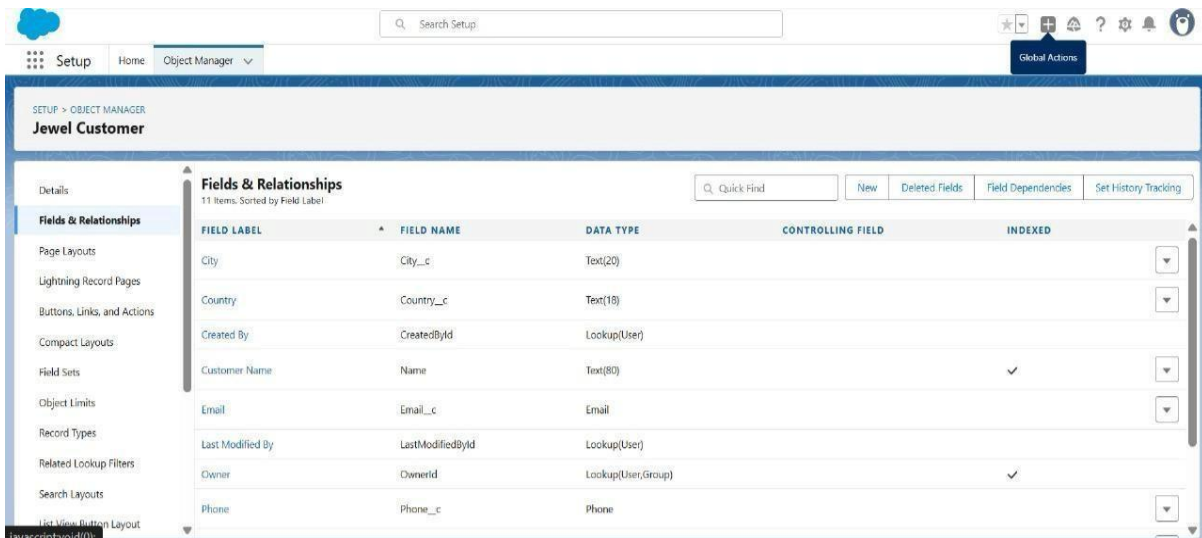 Search Setup
Global Actions
Setup Home Object Manager
SETUP > OBJECT MANAGER
Jewel Customer
Details
Fields & Relationships
Page Layouts
Lightning Record Pages
Buttons, Links, and Actions
Compact Layouts
Field Sets
Object Limits
Record Types
Related Lookup Filters
Search Layouts
List View Button Layout
javascript:void(0);
Fields & Relationships
11 Items. Sorted by Field Label
Quick Find New Deleted Fields Field Dependencies Set History Tracking
FIELD LABEL FIELD NAME DATA TYPE CONTROLLING FIELD INDEXED
City City__c Text(20)
Country Country__c Text(18)
Created By CreatedById Lookup(User)
Customer Name Name Text(80)
Email Email__c Email
Last Modified By LastModifiedById Lookup(User)
Owner OwnerId Lookup(User,Group)
Phone Phone__c Phone